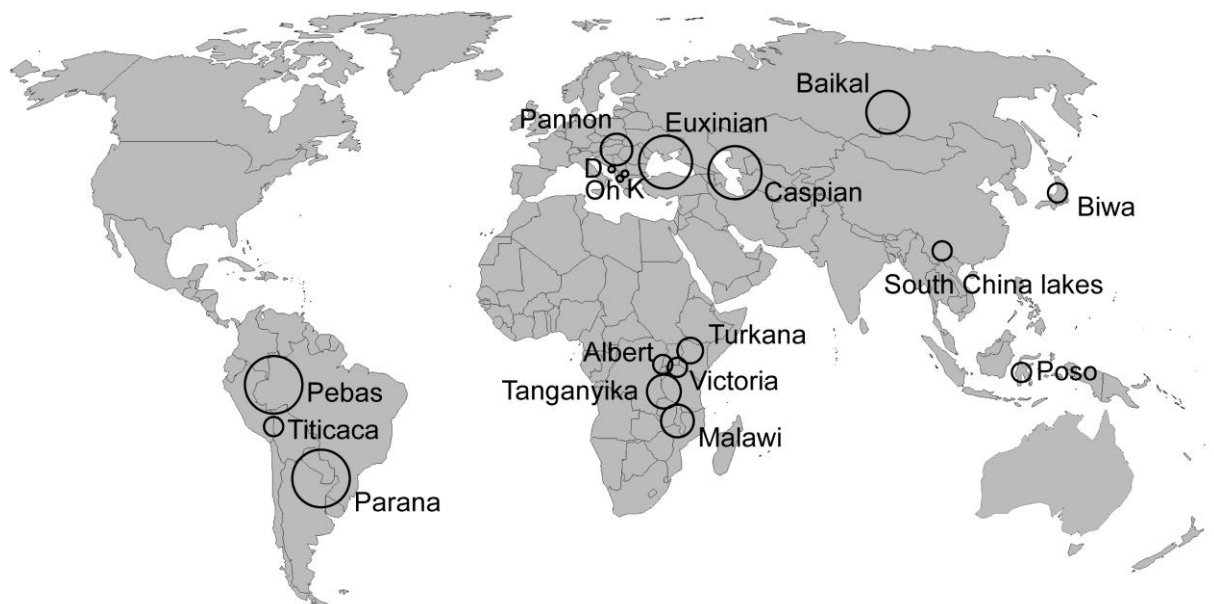 Baikal
Pannon
Euxinian
D
Oh K
Caspian
Biwa
South China lakes
Turkana
Albert
Victoria
Tanganyika
Poso
Pebas
Titicaca
Malawi
Parana